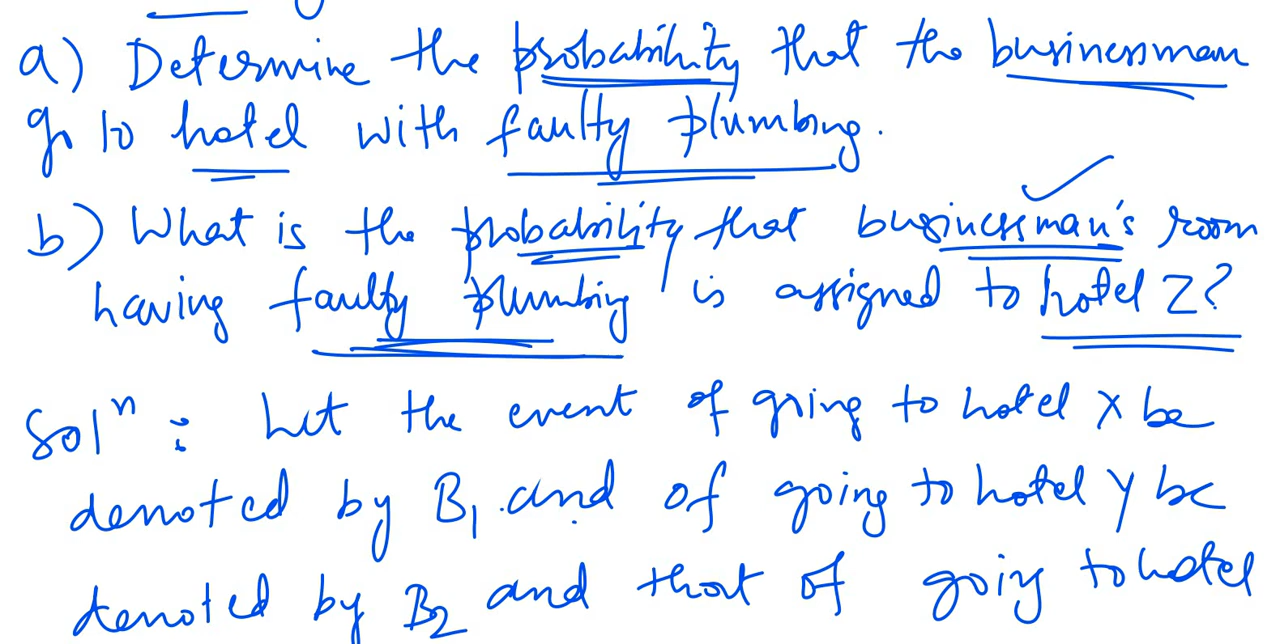 a) Determine the probability that the businessman
go to hotel with faulty plumbing.
b) What is the probability that businessman's room
having faulty plumbing is assigned to hotel Z?
Solⁿ : Let the event of going to hotel X be
denoted by B₁ and of going to hotel Y be
denoted by B₂ and that of going to hotel